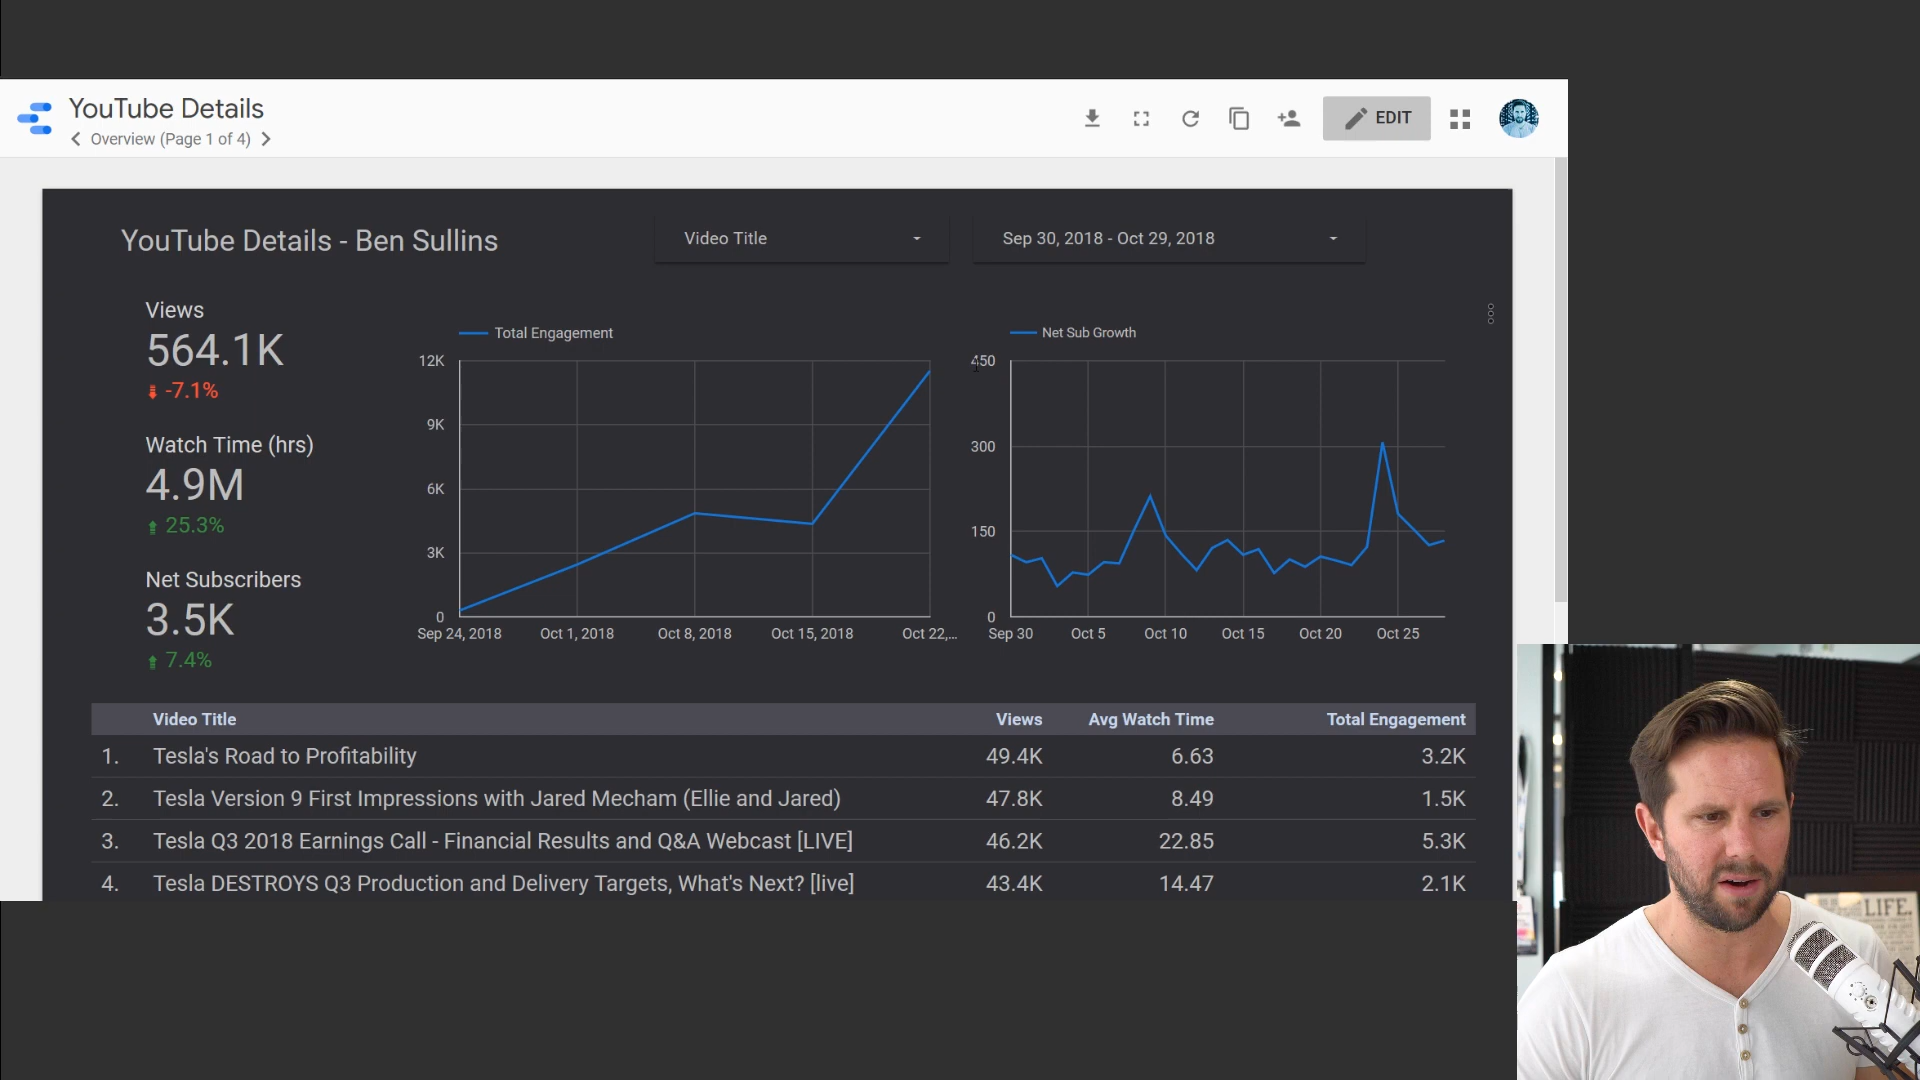 YouTube Details
Overview (Page 1 of 4)
EDIT
YouTube Details - Ben Sullins
Video Title
Sep 30, 2018 - Oct 29, 2018
Views
564.1K
-7.1%
Watch Time (hrs)
4.9M
25.3%
Net Subscribers
3.5K
7.4%
Total Engagement
12K
9K
6K
3K
0
Sep 24, 2018 Oct 1, 2018 Oct 8, 2018 Oct 15, 2018 Oct 22,...
Net Sub Growth
450
300
150
0
Sep 30 Oct 5 Oct 10 Oct 15 Oct 20 Oct 25
Video Title Views Avg Watch Time Total Engagement
1. Tesla's Road to Profitability 49.4K 6.63 3.2K
2. Tesla Version 9 First Impressions with Jared Mecham (Ellie and Jared) 47.8K 8.49 1.5K
3. Tesla Q3 2018 Earnings Call - Financial Results and Q&A Webcast [LIVE] 46.2K 22.85 5.3K
4. Tesla DESTROYS Q3 Production and Delivery Targets, What's Next? [live] 43.4K 14.47 2.1K
LIFE.